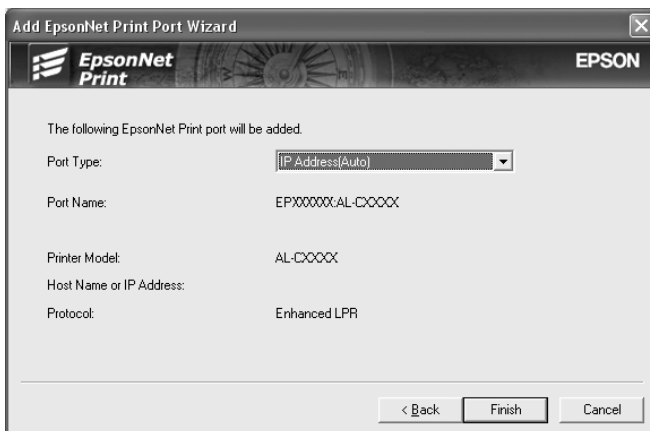 Add EpsonNet Print Port Wizard
EpsonNet
Print
EPSON
The following EpsonNet Print port will be added.
Port Type: IP Address(Auto)
Port Name: EPXXXXXX:AL-CXXXX
Printer Model: AL-CXXXX
Host Name or IP Address:
Protocol: Enhanced LPR
< Back Finish Cancel